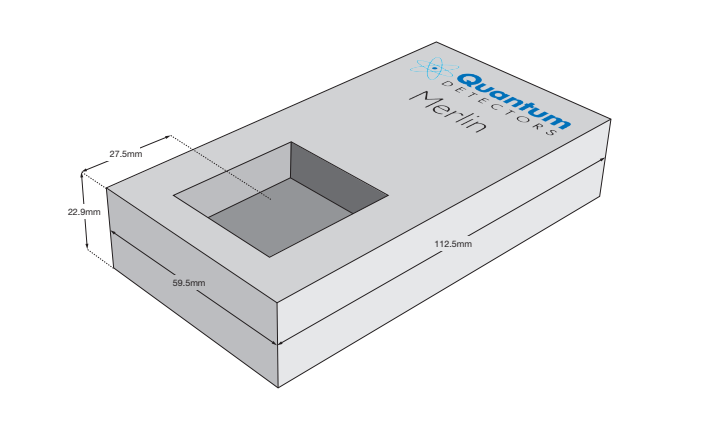 Quantum
DETECTORS
Merlin
27.5mm
22.9mm
59.5mm
112.5mm